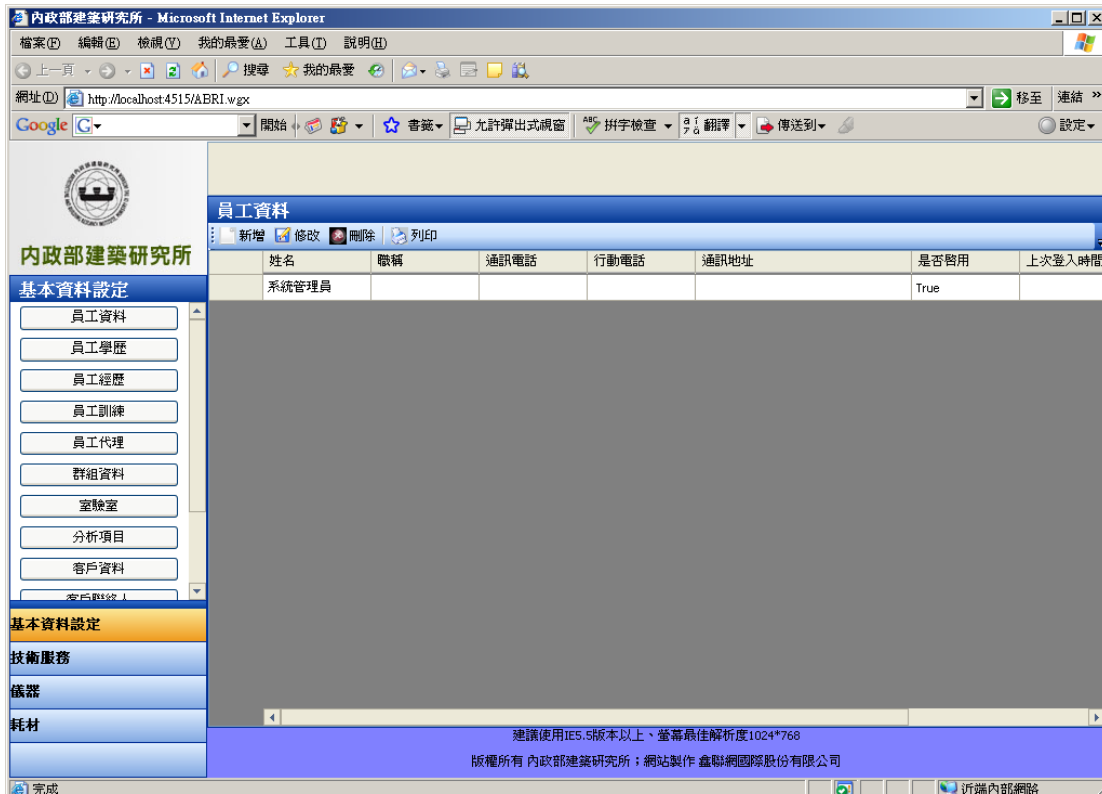 內政部建築研究所 - Microsoft Internet Explorer
檔案(F) 編輯(E) 檢視(V) 我的最愛(A) 工具(T) 說明(H)
上一頁 搜尋 我的最愛
網址(D) http://localhost:4515/ABRI.wgx 移至 連結 »
Google G 開始 書籤 允許彈出式視窗 ABC 拼字檢查 翻譯 傳送到 設定
內政部建築研究所
員工資料
新增 修改 刪除 列印
姓名 職稱 通訊電話 行動電話 通訊地址 是否啓用 上次登入時間
系統管理員 True
基本資料設定
員工資料
員工學歷
員工經歷
員工訓練
員工代理
群組資料
室驗室
分析項目
客戶資料
客戶聯絡人
基本資料設定
技術服務
儀器
耗材
建議使用IE5.5版本以上、螢幕最佳解析度1024*768
版權所有 內政部建築研究所；網站製作 鑫聯網國際股份有限公司
完成 近端內部網路